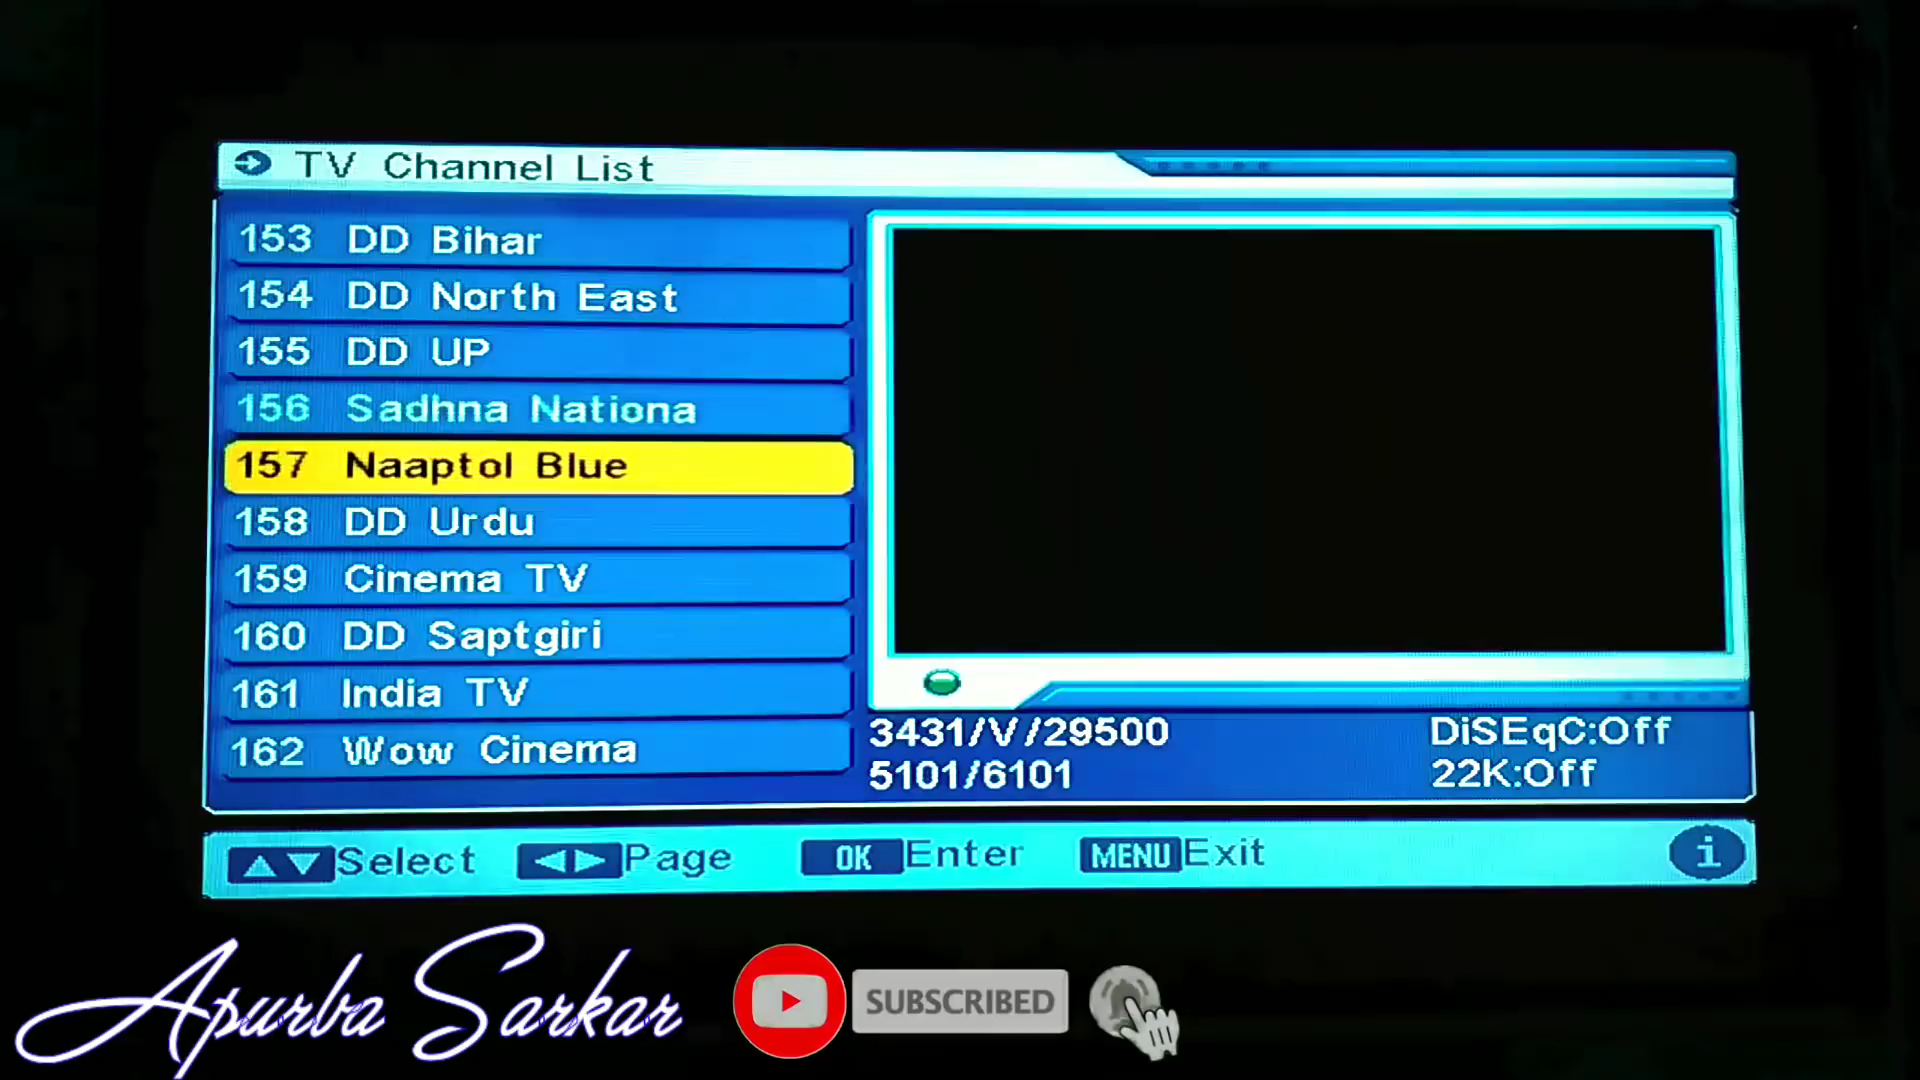 TV Channel List
153 DD Bihar
154 DD North East
155 DD UP
156 Sadhna Nationa
157 Naaptol Blue
158 DD Urdu
159 Cinema TV
160 DD Saptgiri
161 India TV
162 Wow Cinema
3431/V/29500
DiSEqC:Off
5101/6101
22K:Off
Select
Page
OK Enter
MENU Exit
i
Apurba Sarkar
SUBSCRIBED